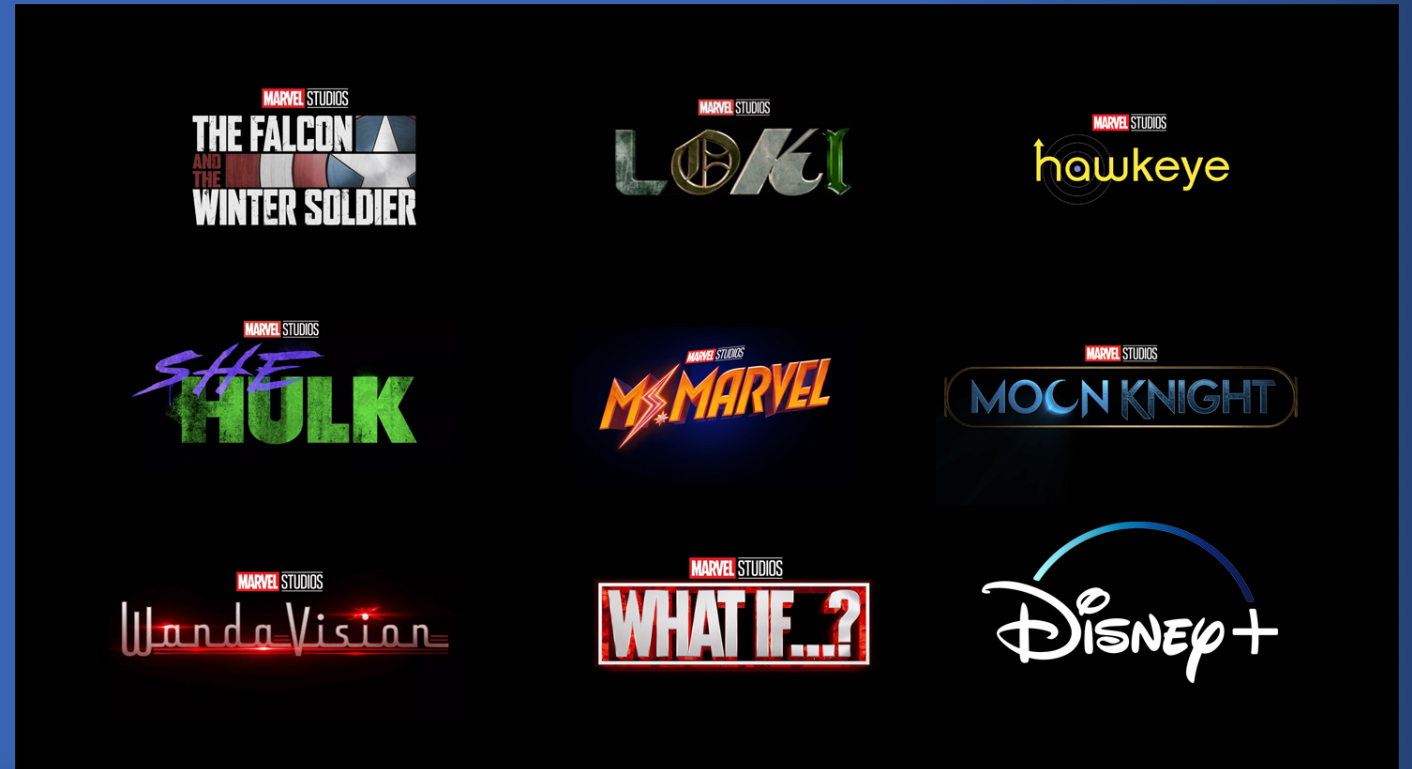 MARVEL STUDIOS
THE FALCON
AND
THE
WINTER SOLDIER
MARVEL STUDIOS
LOKI
MARVEL STUDIOS
hawkeye
MARVEL STUDIOS
SHE
HULK
MARVEL STUDIOS
MS. MARVEL
MARVEL STUDIOS
MOON KNIGHT
MARVEL STUDIOS
WandaVision
MARVEL STUDIOS
WHAT IF...?
Disney+